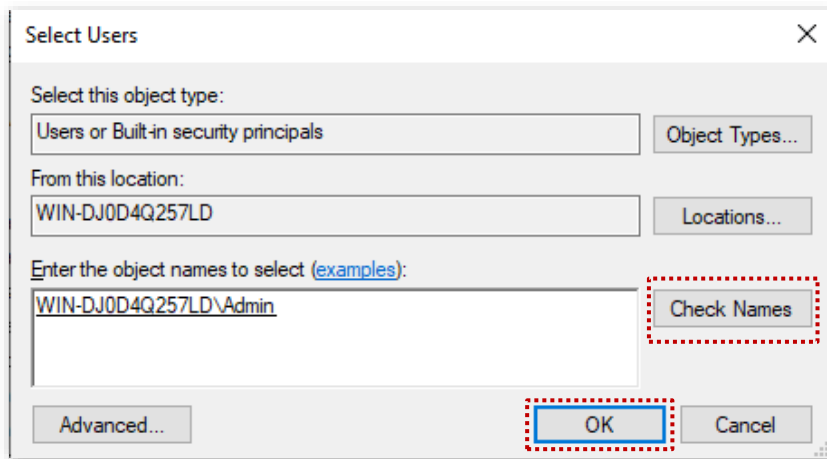 Select Users
Select this object type:
Users or Built-in security principals
Object Types...
From this location:
WIN-DJ0D4Q257LD
Locations...
Enter the object names to select (examples):
WIN-DJ0D4Q257LD\Admin
Check Names
Advanced...
OK
Cancel